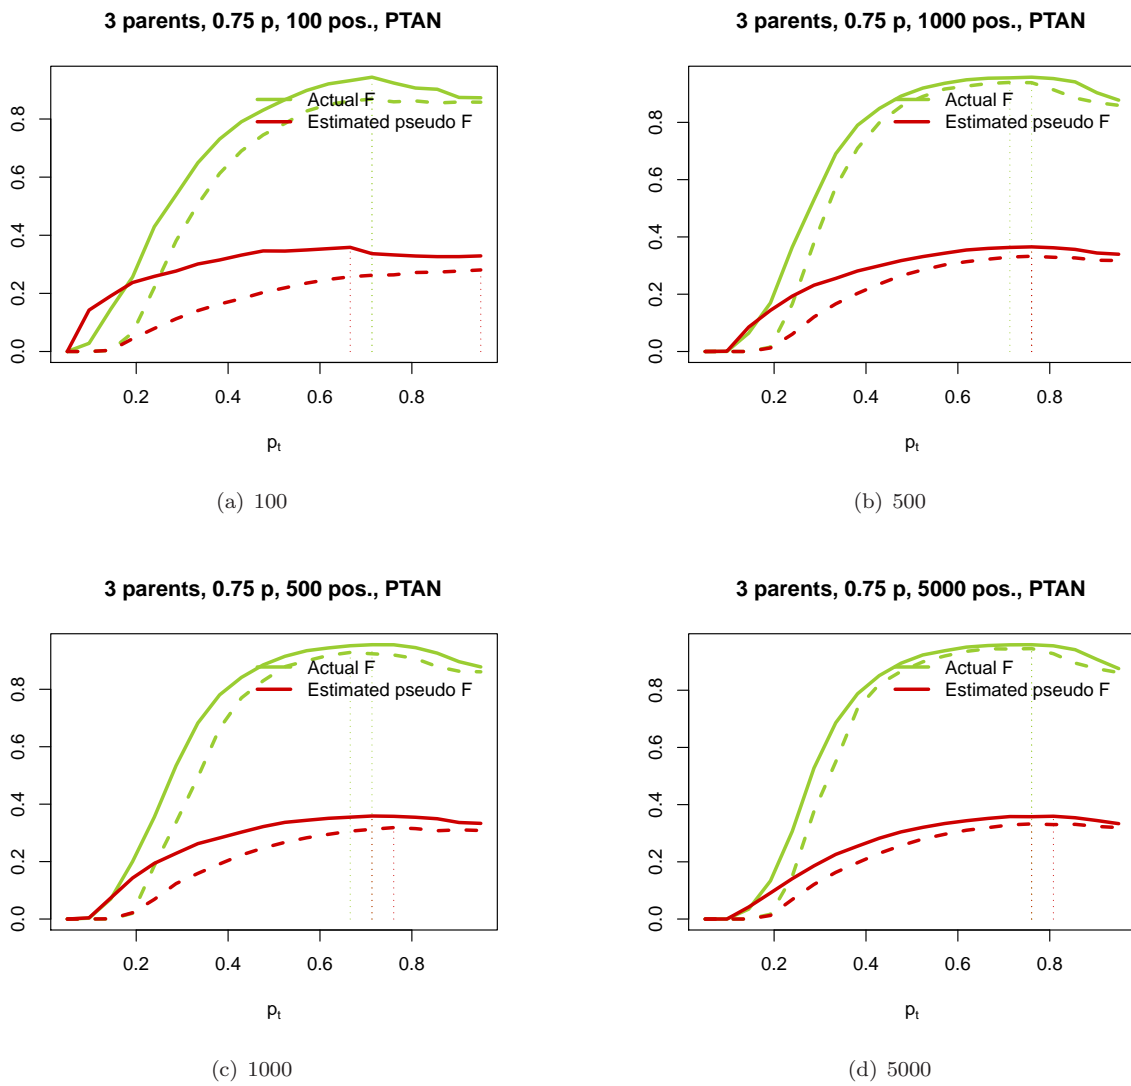 3 parents, 0.75 p, 100 pos., PTAN
Actual F
Estimated pseudo F
0.0 0.2 0.4 0.6 0.8
0.2 0.4 0.6 0.8
pₜ
(a) 100
3 parents, 0.75 p, 1000 pos., PTAN
Actual F
Estimated pseudo F
0.0 0.2 0.4 0.6 0.8
0.2 0.4 0.6 0.8
pₜ
(b) 500
3 parents, 0.75 p, 500 pos., PTAN
Actual F
Estimated pseudo F
0.0 0.2 0.4 0.6 0.8
0.2 0.4 0.6 0.8
pₜ
(c) 1000
3 parents, 0.75 p, 5000 pos., PTAN
Actual F
Estimated pseudo F
0.0 0.2 0.4 0.6 0.8
0.2 0.4 0.6 0.8
pₜ
(d) 5000